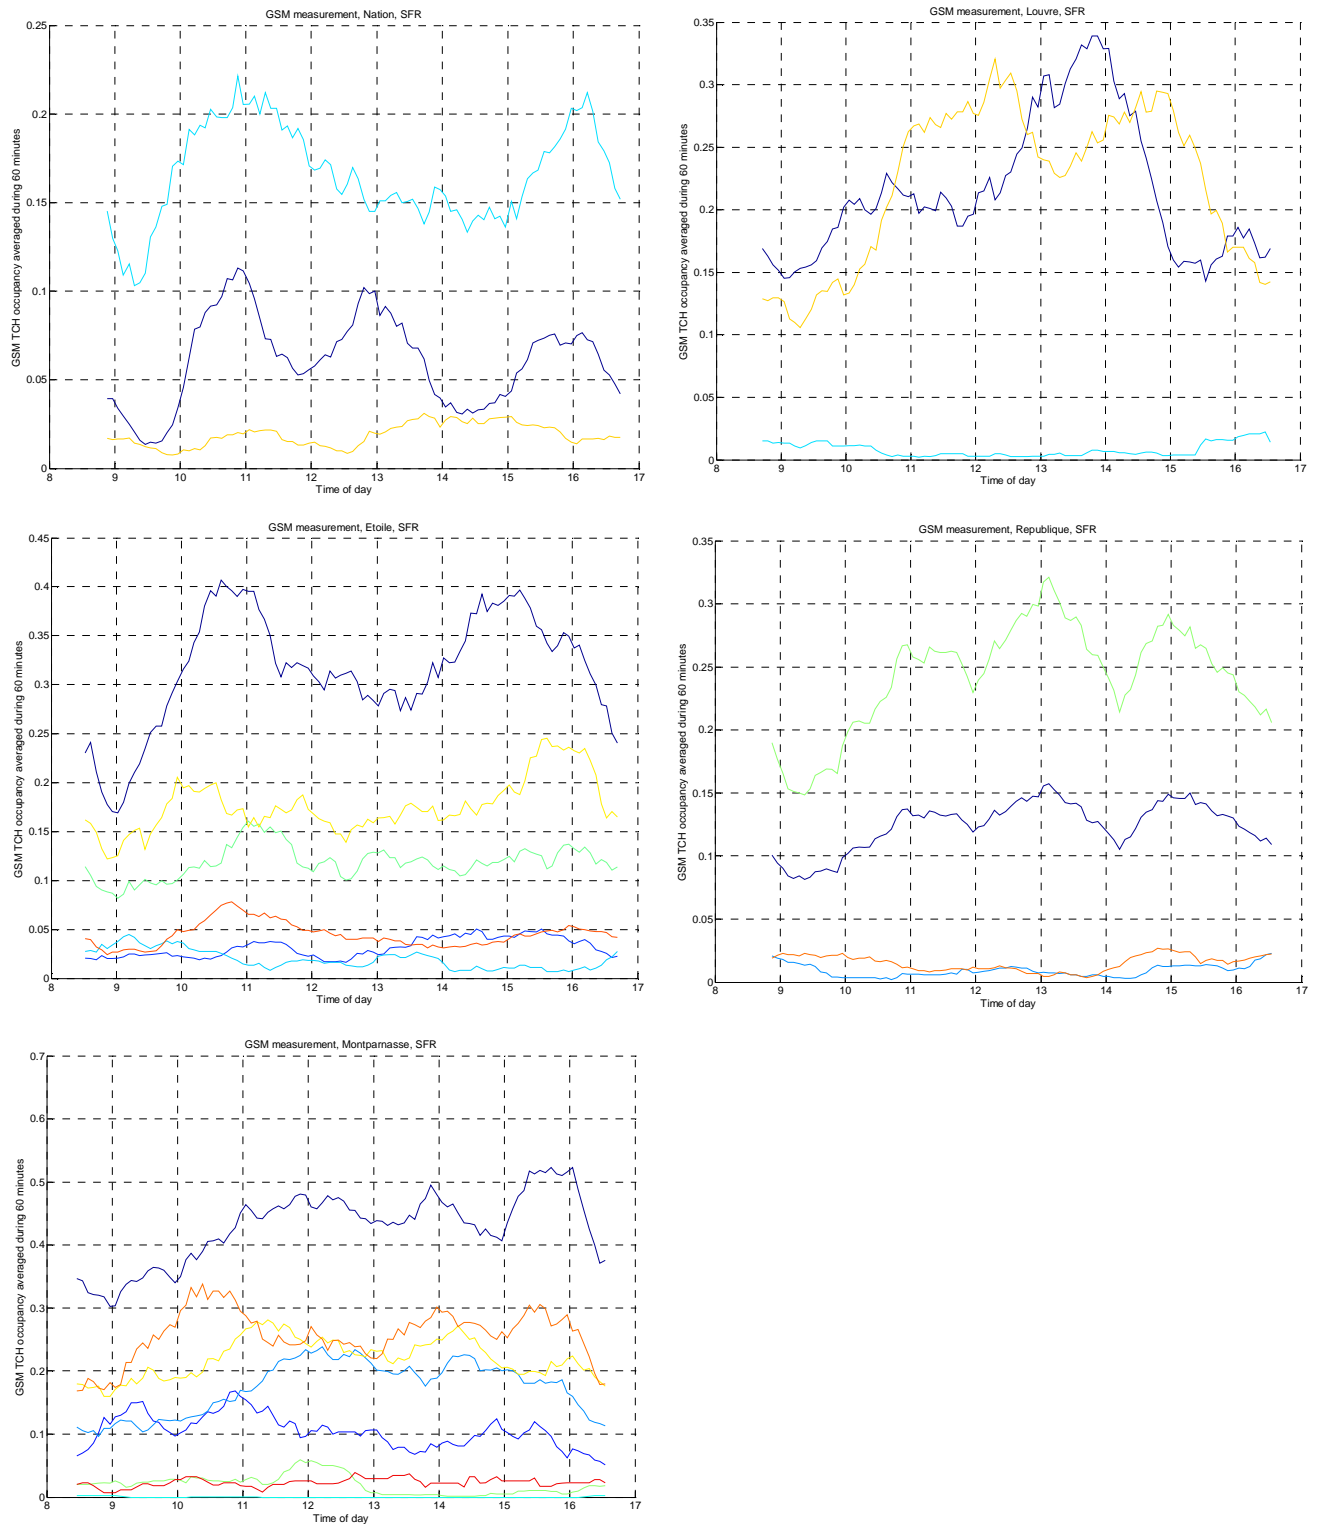 GSM measurement, Nation, SFR
GSM TCH occupancy averaged during 60 minutes
0.25
0.2
0.15
0.1
0.05
0
8 9 10 11 12 13 14 15 16 17
Time of day
GSM measurement, Louvre, SFR
GSM TCH occupancy averaged during 60 minutes
0.35
0.3
0.25
0.2
0.15
0.1
0.05
0
8 9 10 11 12 13 14 15 16 17
Time of day
GSM measurement, Etoile, SFR
GSM TCH occupancy averaged during 60 minutes
0.45
0.4
0.35
0.3
0.25
0.2
0.15
0.1
0.05
0
8 9 10 11 12 13 14 15 16 17
Time of day
GSM measurement, Republique, SFR
GSM TCH occupancy averaged during 60 minutes
0.35
0.3
0.25
0.2
0.15
0.1
0.05
0
8 9 10 11 12 13 14 15 16 17
Time of day
GSM measurement, Montparnasse, SFR
GSM TCH occupancy averaged during 60 minutes
0.7
0.6
0.5
0.4
0.3
0.2
0.1
0
8 9 10 11 12 13 14 15 16 17
Time of day